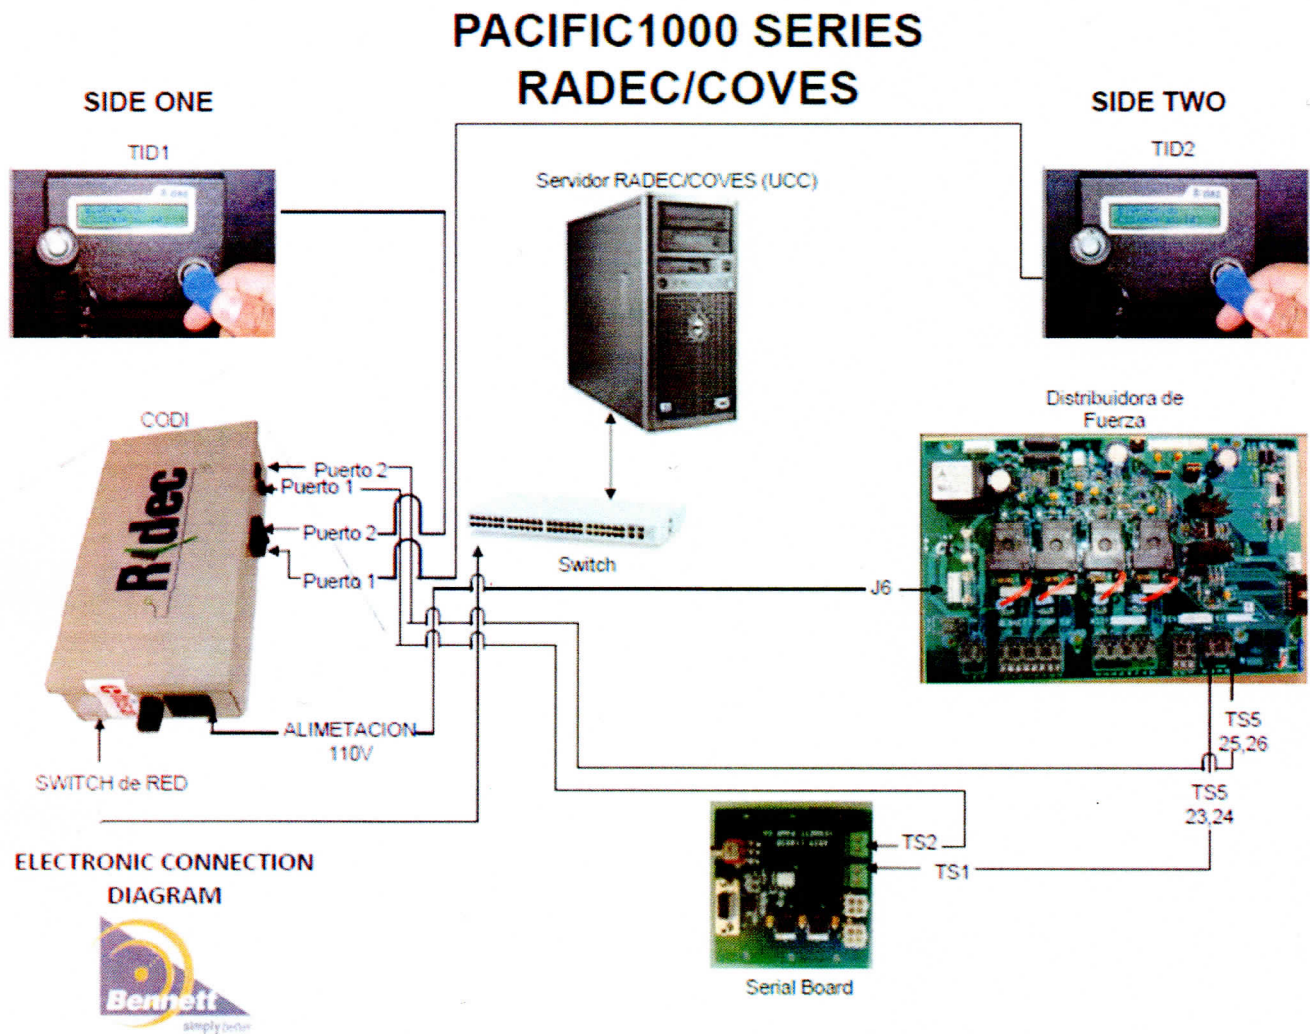 PACIFIC1000 SERIES
RADEC/COVES
SIDE ONE
SIDE TWO
TID1
TID2
Servidor RADEC/COVES (UCC)
CODI
Distribuidora de
Fuerza
Puerto 2
Puerto 1
Puerto 2
Puerto 1
Switch
J6
ALIMETACION
110V
SWITCH de RED
TS5
25,26
TS5
23,24
TS2
TS1
Serial Board
ELECTRONIC CONNECTION
DIAGRAM
Bennett
simply better